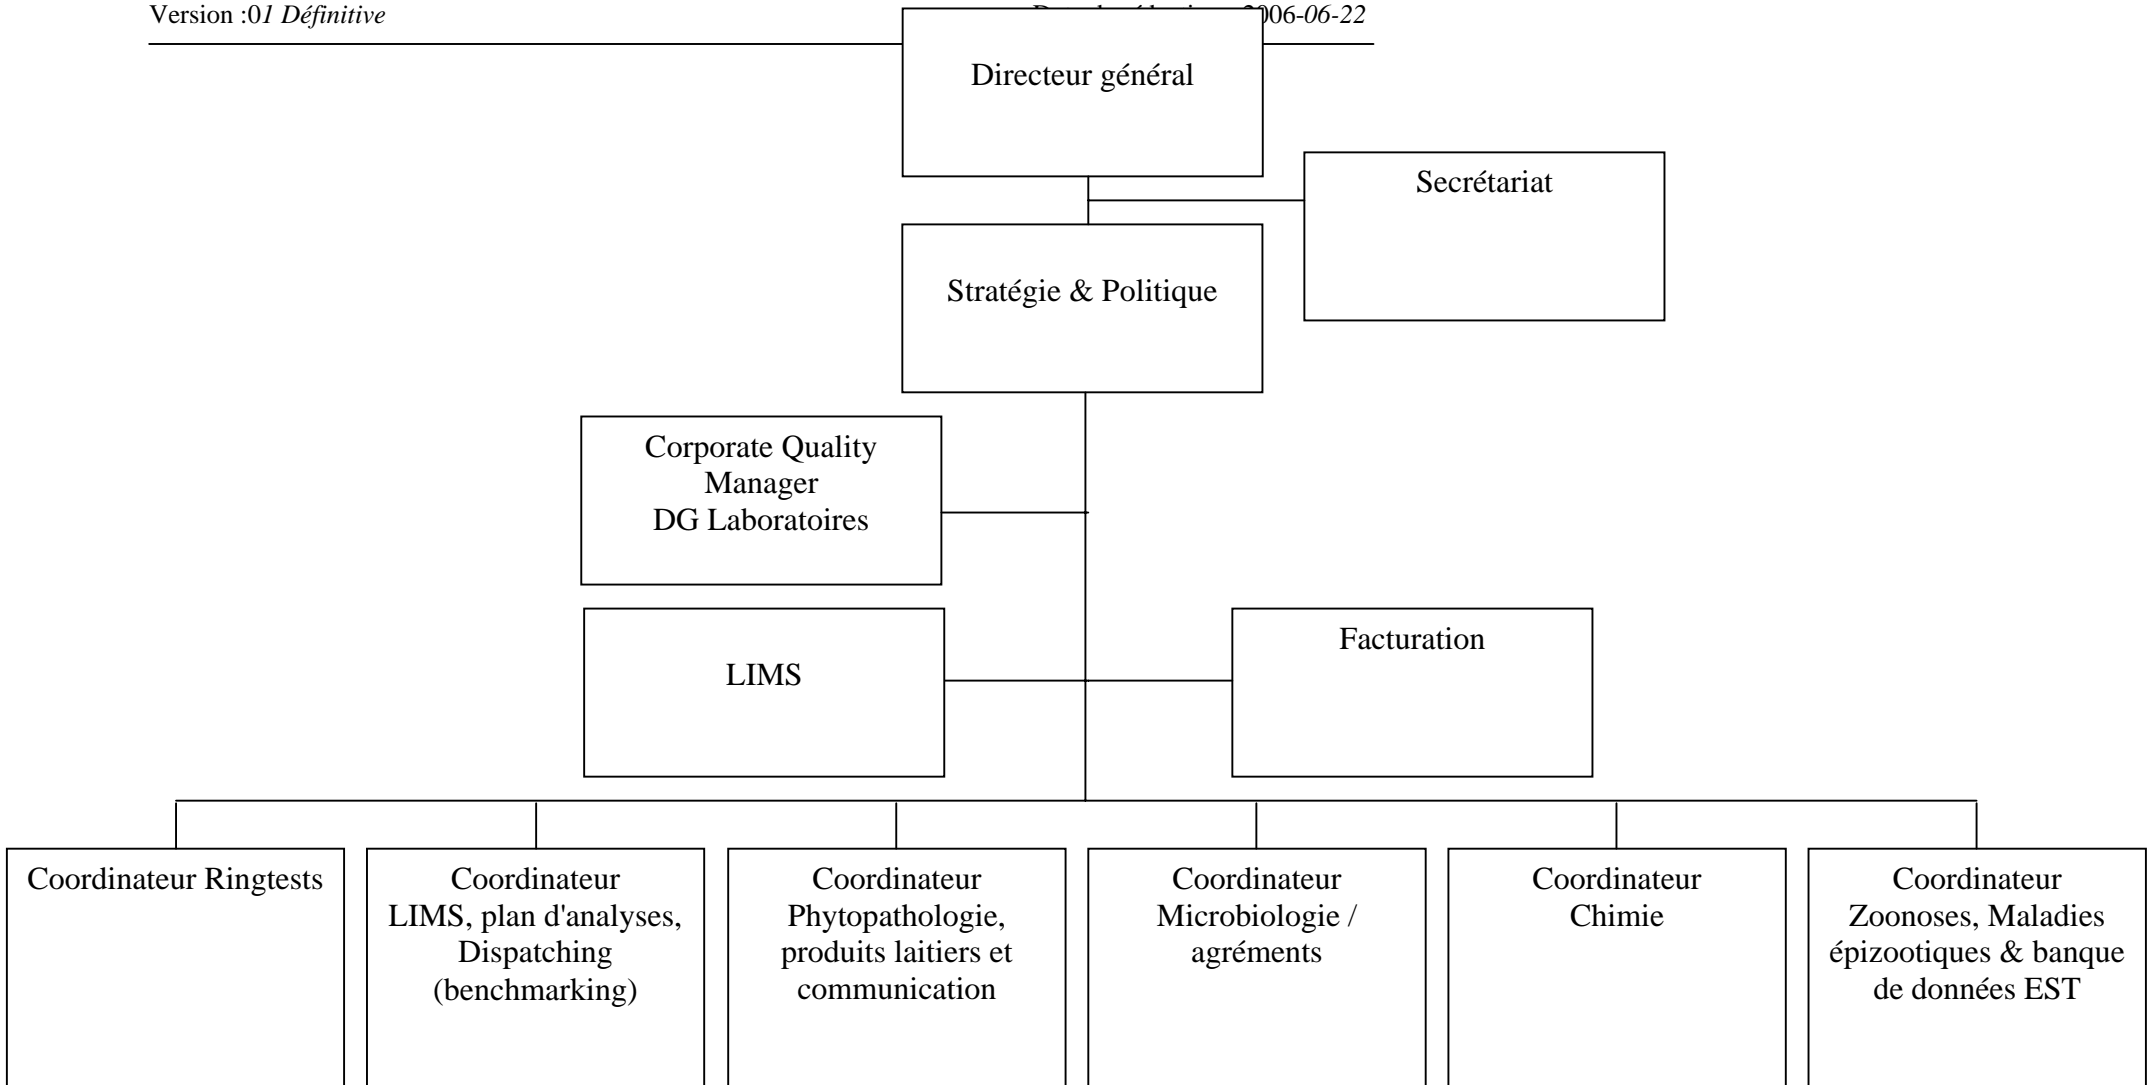 Version :01 Définitive
006-06-22
Directeur général
Secrétariat
Stratégie & Politique
Corporate Quality
Manager
DG Laboratoires
LIMS
Facturation
Coordinateur Ringtests
Coordinateur
LIMS, plan d'analyses,
Dispatching
(benchmarking)
Coordinateur
Phytopathologie,
produits laitiers et
communication
Coordinateur
Microbiologie /
agréments
Coordinateur
Chimie
Coordinateur
Zoonoses, Maladies
épizootiques & banque
de données EST